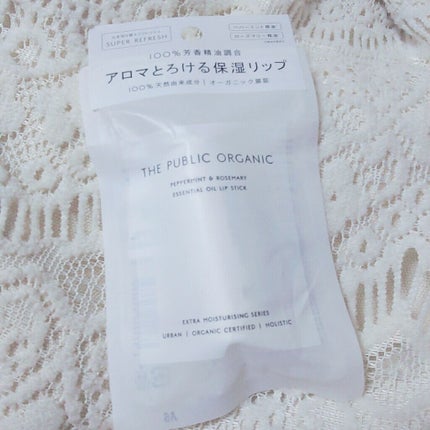 SUPER REFRESH
100%芳香精油調合
アロマとろける保湿リップ
100%天然由来成分 | オーガニック認証
THE PUBLIC ORGANIC
PEPPERMINT & ROSEMARY
ESSENTIAL OIL LIP STICK
EXTRA MOISTURISING SERIES
URBAN | ORGANIC CERTIFIED | HOLISTIC